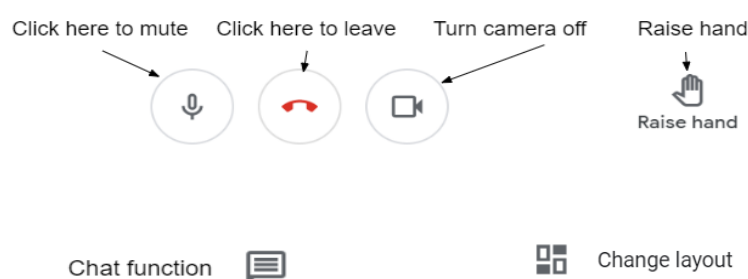 Click here to mute Click here to leave Turn camera off Raise hand
Raise hand
Chat function Change layout